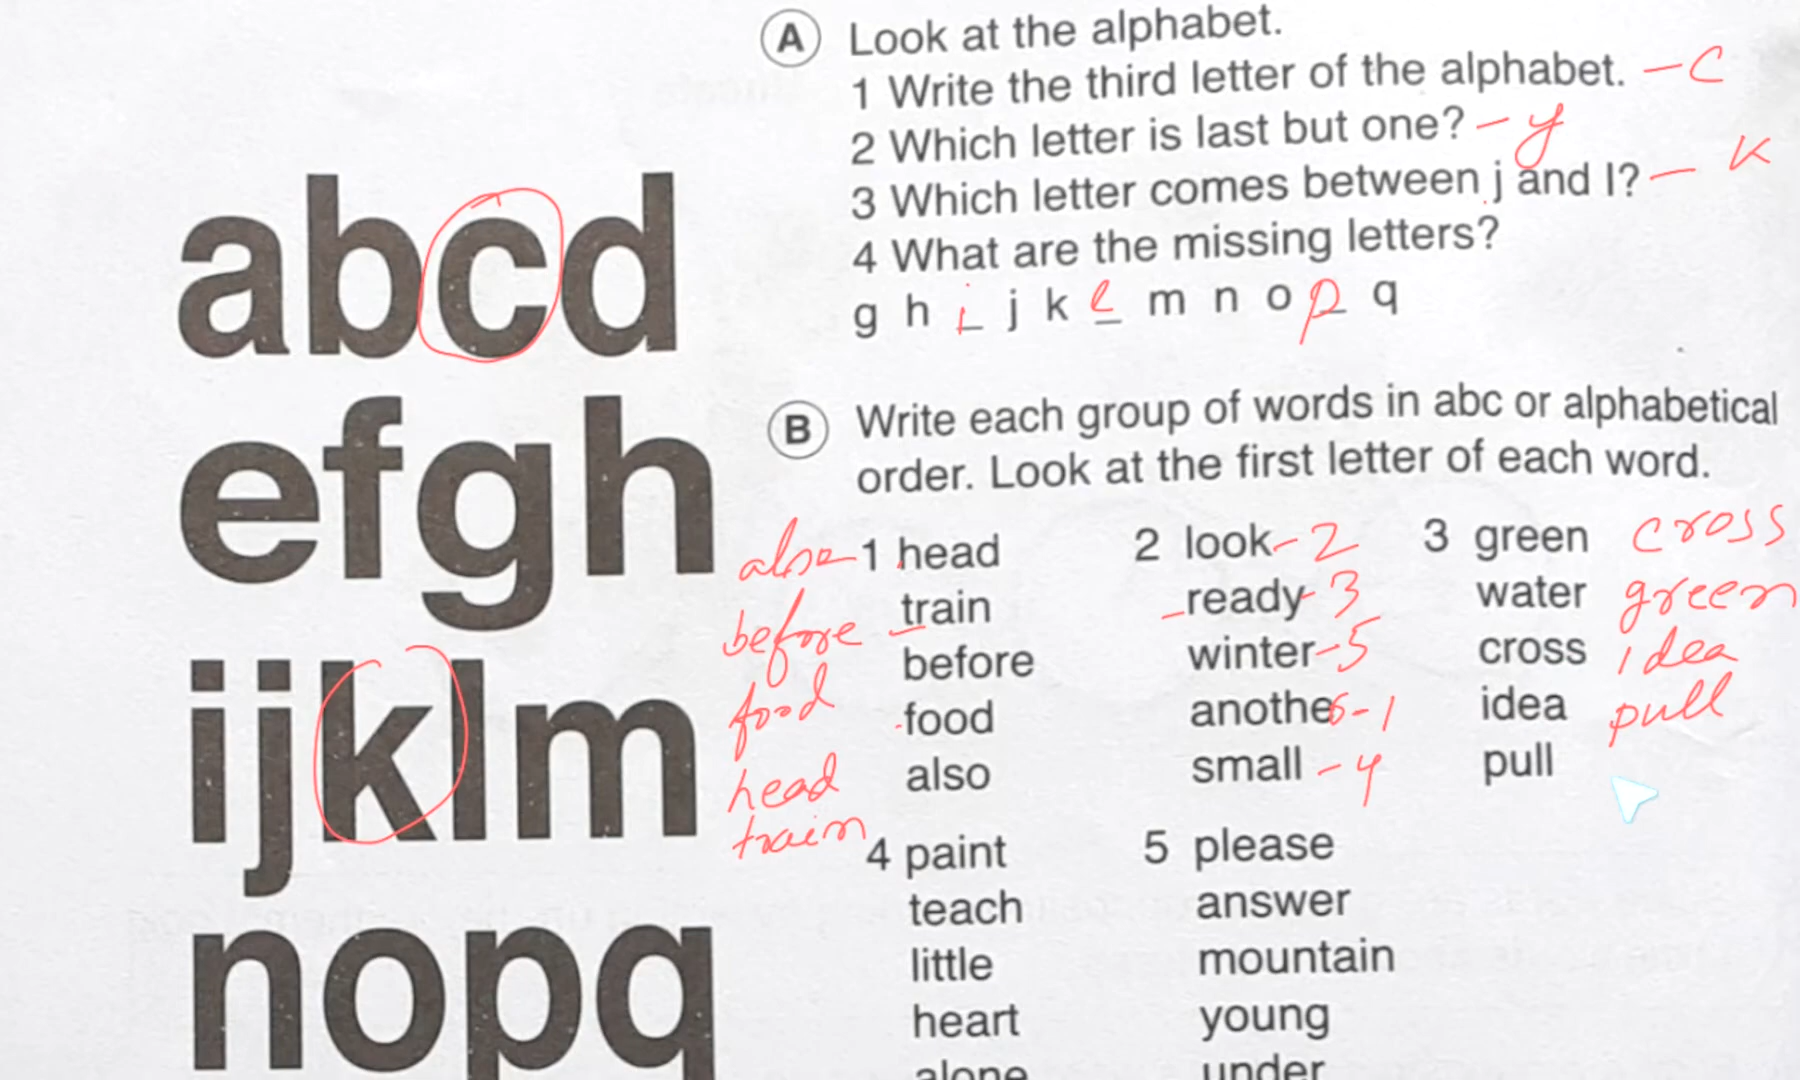 abcd
efgh
ijklm
nopq
A Look at the alphabet.
1 Write the third letter of the alphabet. - C
2 Which letter is last but one? - y
3 Which letter comes between j and l? - K
4 What are the missing letters?
g h i j k l m n o p q
B Write each group of words in abc or alphabetical
order. Look at the first letter of each word.
1 head
train
before
food
also
also
before
food
head
train
2 look - 2
ready - 3
winter - 5
anothe - 1
small - 4
3 green
water
cross
idea
pull
cross
green
idea
pull
4 paint
teach
little
heart
alone
5 please
answer
mountain
young
under